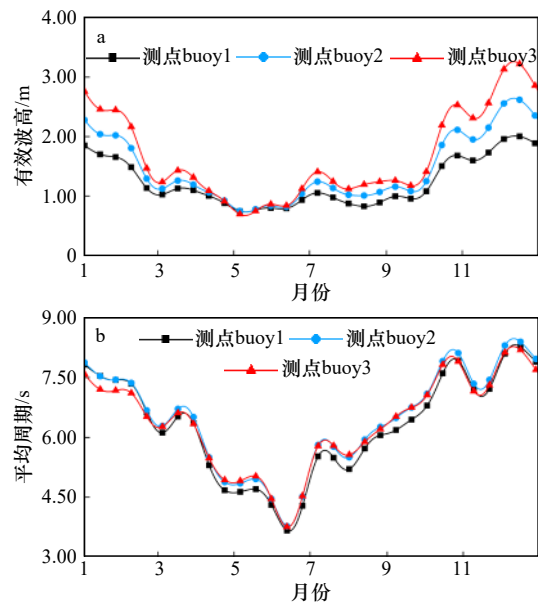 4.00
a
测点buoy1 测点buoy2 测点buoy3
3.00
有效波高/m
2.00
1.00
0
1 3 5 7 9 11
月份
9.00
b
测点buoy1 测点buoy2
测点buoy3
7.50
平均周期/s
6.00
4.50
3.00
1 3 5 7 9 11
月份